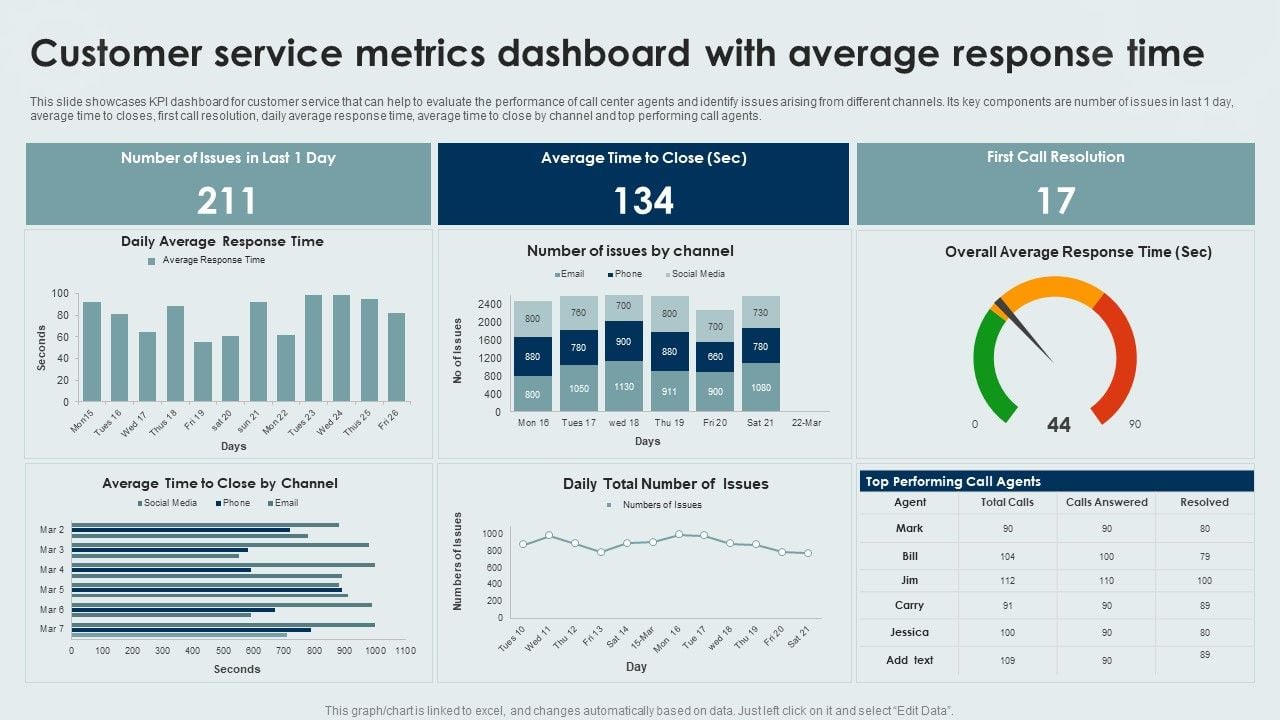 Customer service metrics dashboard with average response time
This slide showcases KPI dashboard for customer service that can help to evaluate the performance of call center agents and identify issues arising from different channels. Its key components are number of issues in last 1 day,
average time to closes, first call resolution, daily average response time, average time to close by channel and top performing call agents.
Number of Issues in Last 1 Day
211
Average Time to Close (Sec)
134
First Call Resolution
17
Daily Average Response Time
Average Response Time
Seconds
100
80
60
40
20
0
Mon15 Tues 16 Wed 17 Thus 18 Fri 19 sat 20 sun 21 Mon 22 Tues 23 Wed 24 Thus 25 Fri 26
Days
Number of issues by channel
Email Phone Social Media
No of Issues
2400
2000
1600
1200
800
400
0
800 760 700 800 700 730
880 780 900 880 660 780
800 1050 1130 911 900 1080
Mon 16 Tues 17 wed 18 Thu 19 Fri 20 Sat 21 22-Mar
Days
Overall Average Response Time (Sec)
0 44 90
Average Time to Close by Channel
Social Media Phone Email
Mar 2
Mar 3
Mar 4
Mar 5
Mar 6
Mar 7
0 100 200 300 400 500 600 700 800 900 1000 1100
Seconds
Daily Total Number of Issues
Numbers of Issues
Numbers of Issues
1000
800
600
400
200
0
Tues 10 Wed 11 Thu 12 Fri 13 Sat 14 15-Mar Mon 16 Tue 17 wed 18 Thu 19 Fri 20 Sat 21
Day
Top Performing Call Agents
Agent Total Calls Calls Answered Resolved
Mark 90 90 80
Bill 104 100 79
Jim 112 110 100
Carry 91 90 89
Jessica 100 90 80
Add text 109 90 89
This graph/chart is linked to excel, and changes automatically based on data. Just left click on it and select “Edit Data”.